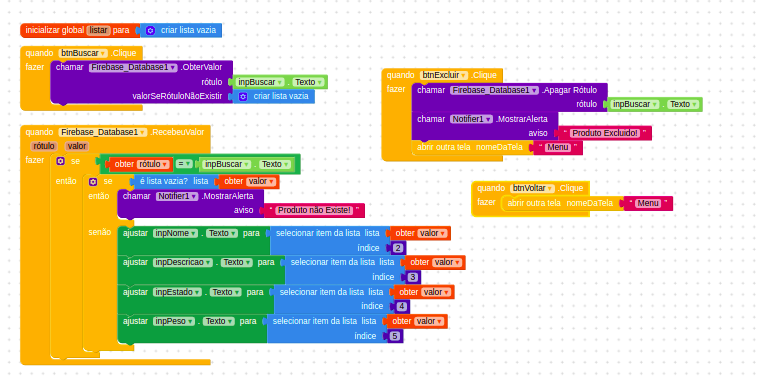 inicializar global listar para criar lista vazia
quando btnBuscar .Clique
fazer chamar Firebase_Database1 .ObterValor
rótulo inpBuscar . Texto
valorSeRótuloNãoExistir criar lista vazia
quando Firebase_Database1 .RecebeuValor
rótulo valor
fazer se obter rótulo = inpBuscar . Texto
então se é lista vazia? lista obter valor
então chamar Notifier1 .MostrarAlerta
aviso " Produto não Existe! "
senão ajustar inpNome . Texto para selecionar item da lista lista obter valor
índice 2
ajustar inpDescricao . Texto para selecionar item da lista lista obter valor
índice 3
ajustar inpEstado . Texto para selecionar item da lista lista obter valor
índice 4
ajustar inpPeso . Texto para selecionar item da lista lista obter valor
índice 5
quando btnExcluir .Clique
fazer chamar Firebase_Database1 .Apagar Rótulo
rótulo inpBuscar . Texto
chamar Notifier1 .MostrarAlerta
aviso " Produto Excluido! "
abrir outra tela nomeDaTela " Menu "
quando btnVoltar .Clique
fazer abrir outra tela nomeDaTela " Menu "